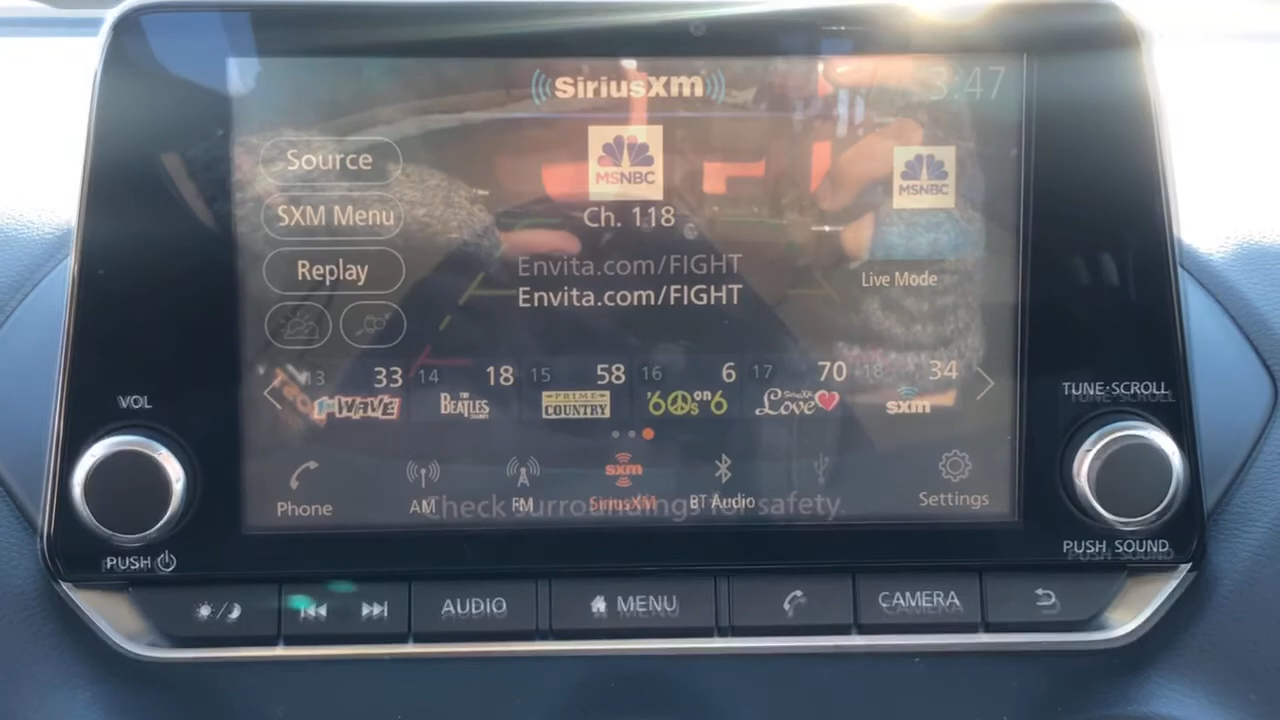 SiriusXm
3:47
Source
SXM Menu
Replay
MSNBC
Ch. 118
Envita.com/FIGHT
Envita.com/FIGHT
MSNBC
Live Mode
13 33 14 18 15 58 16 6 17 70 18 34
1st WAVE
THE BEATLES CHANNEL
PRIME COUNTRY
'60s on 6
SiriusXM Love
sxm
Phone
AM
FM
sxm
SiriusXM
BT Audio
Settings
Check surroundings for safety.
VOL
PUSH
TUNE·SCROLL
PUSH SOUND
AUDIO
MENU
CAMERA